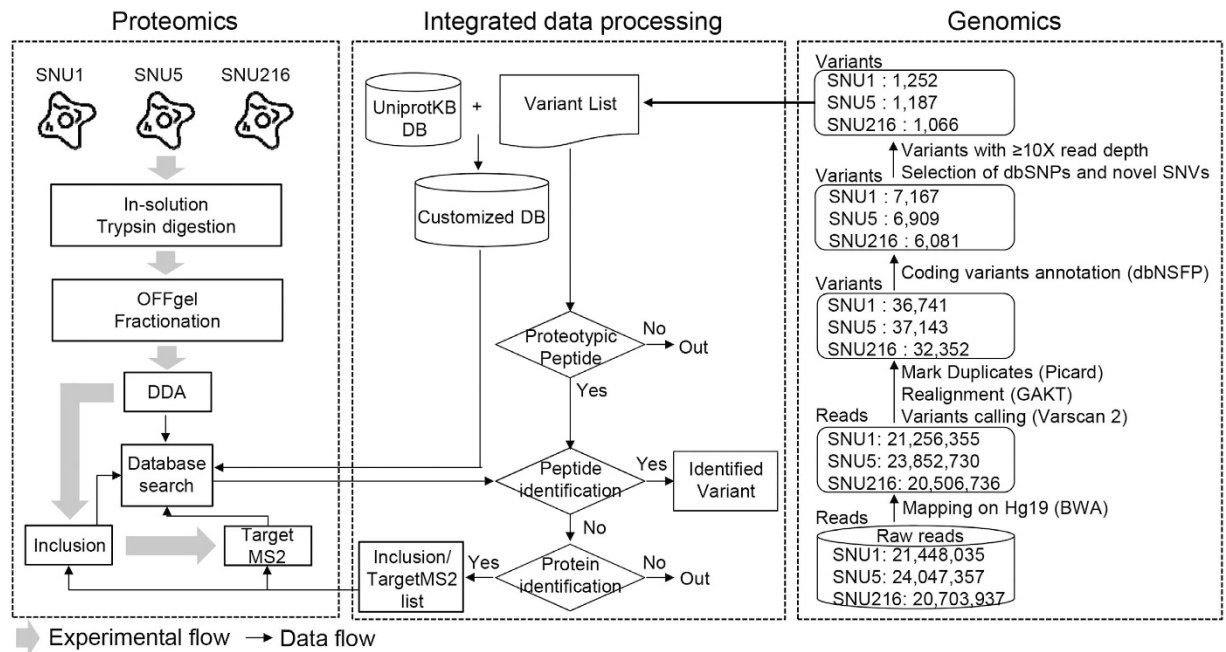 Proteomics
SNU1 SNU5 SNU216
In-solution
Trypsin digestion
OFFgel
Fractionation
DDA
Database
search
Inclusion
Target
MS2
Integrated data processing
UniprotKB
DB
+
Variant List
Customized DB
Proteotypic
Peptide
No
Out
Yes
Peptide
identification
Yes
Identified
Variant
No
Protein
identification
No
Out
Yes
Inclusion/
TargetMS2
list
Genomics
Variants
SNU1 : 1,252
SNU5 : 1,187
SNU216 : 1,066
Variants with ≥10X read depth
Selection of dbSNPs and novel SNVs
Variants
SNU1 : 7,167
SNU5 : 6,909
SNU216 : 6,081
Coding variants annotation (dbNSFP)
Variants
SNU1 : 36,741
SNU5 : 37,143
SNU216 : 32,352
Mark Duplicates (Picard)
Realignment (GAKT)
Variants calling (Varscan 2)
Reads
SNU1: 21,256,355
SNU5: 23,852,730
SNU216: 20,506,736
Mapping on Hg19 (BWA)
Reads
Raw reads
SNU1: 21,448,035
SNU5: 24,047,357
SNU216: 20,703,937
Experimental flow
Data flow